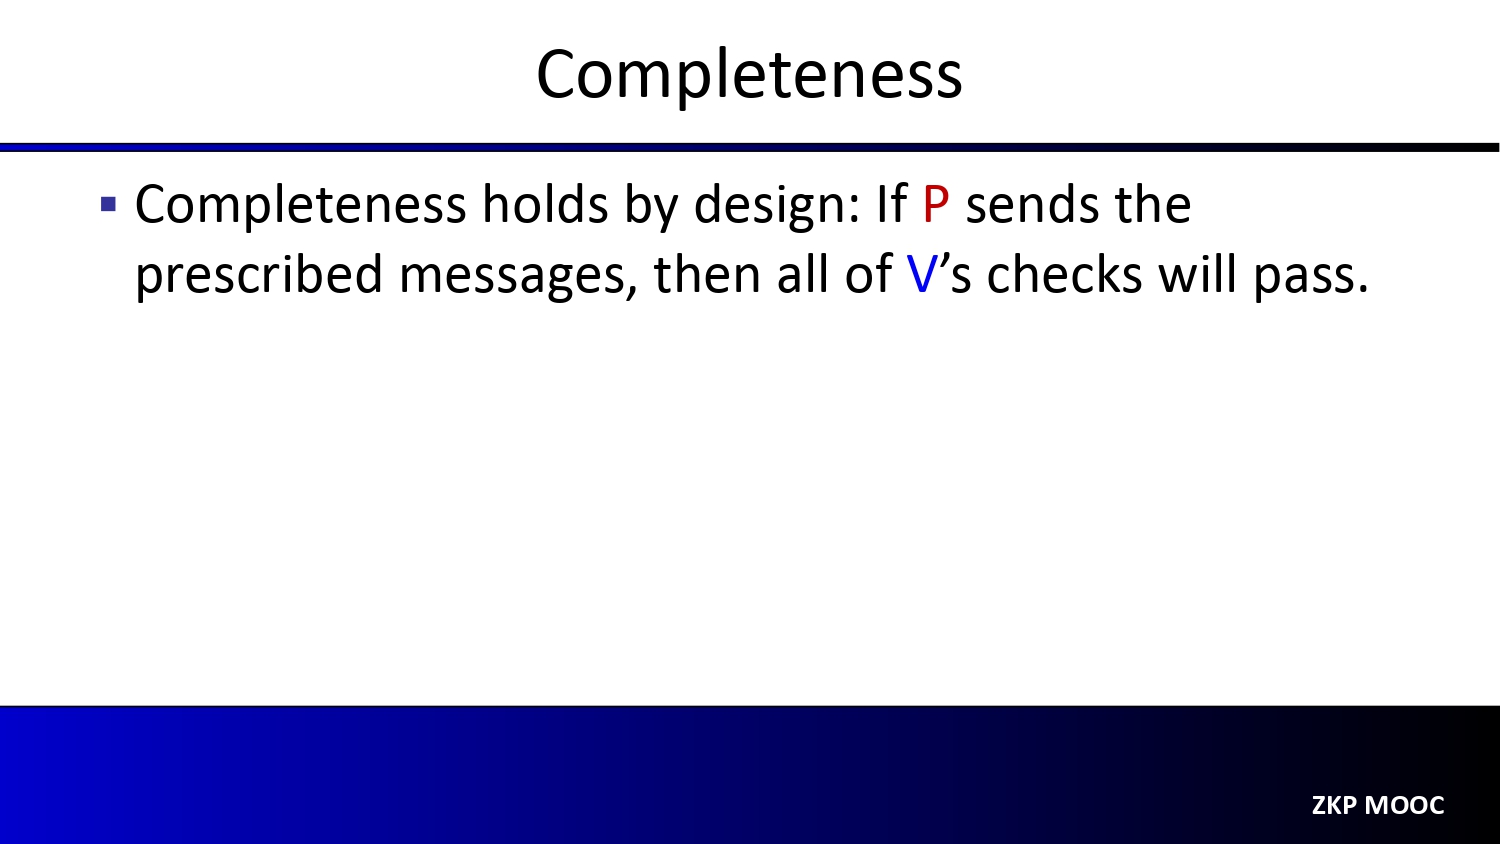 Completeness
▪ Completeness holds by design: If P sends the
prescribed messages, then all of V’s checks will pass.
ZKP MOOC